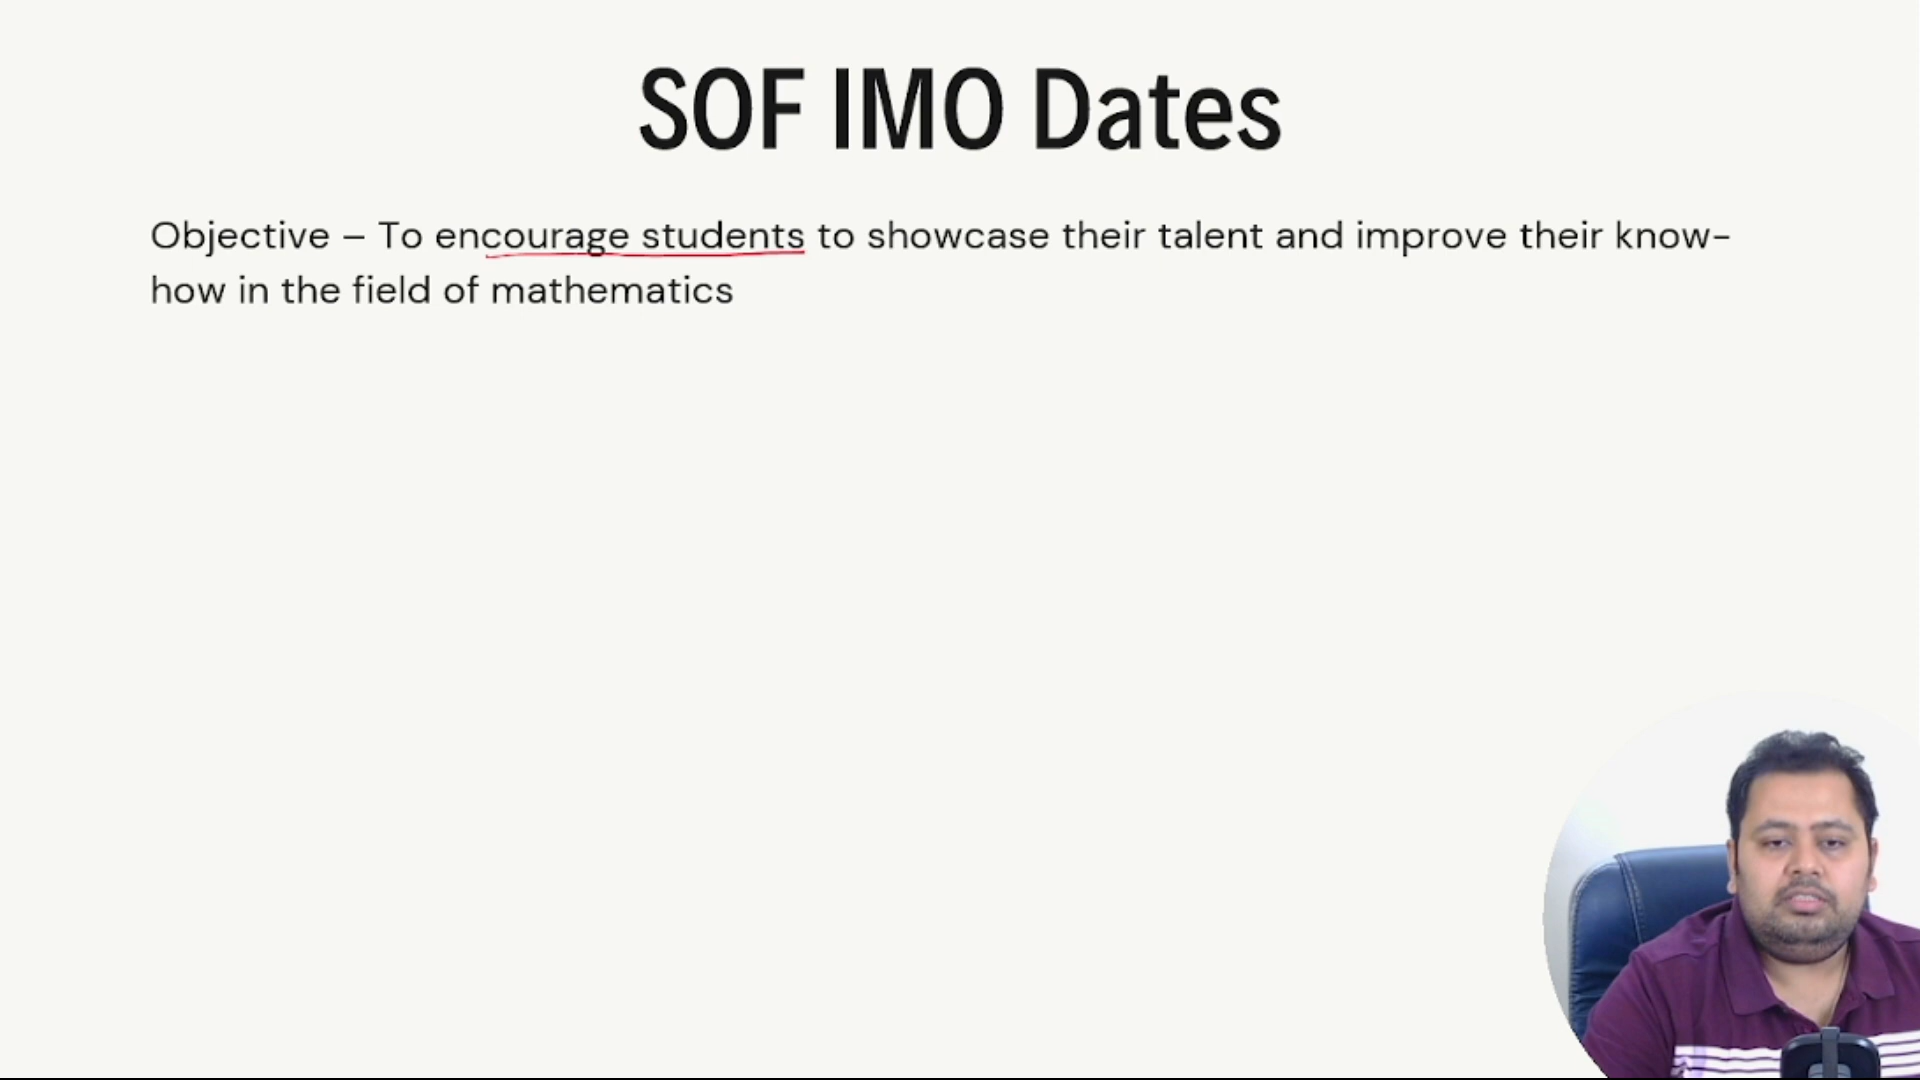 SOF IMO Dates
Objective – To encourage students to showcase their talent and improve their know-
how in the field of mathematics